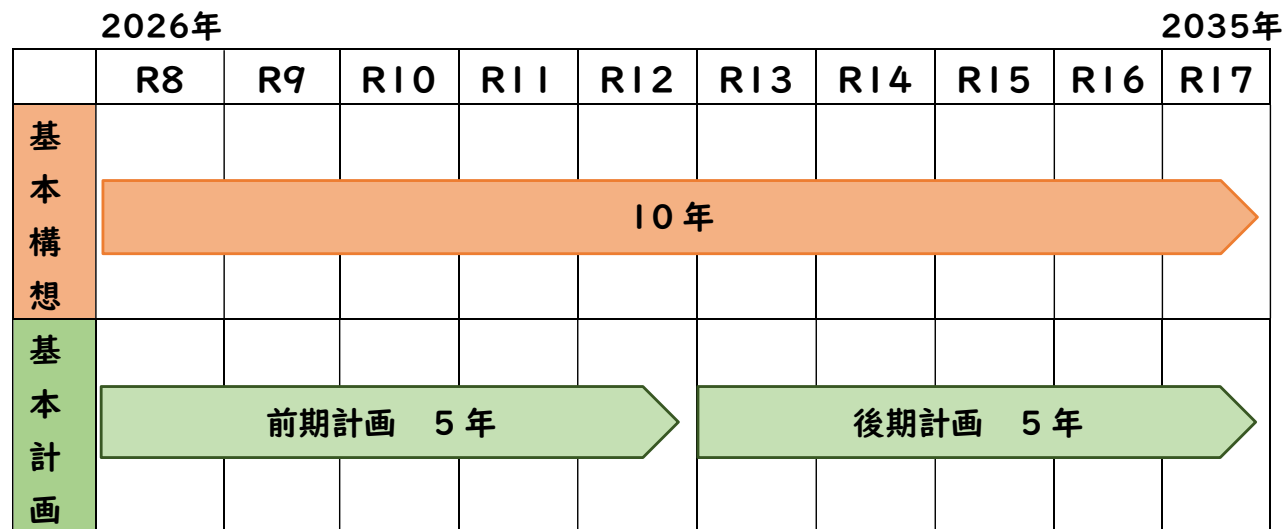 2026年 2035年
R8 R9 R10 R11 R12 R13 R14 R15 R16 R17
基本構想
10年
基本計画
前期計画　5年 後期計画　5年